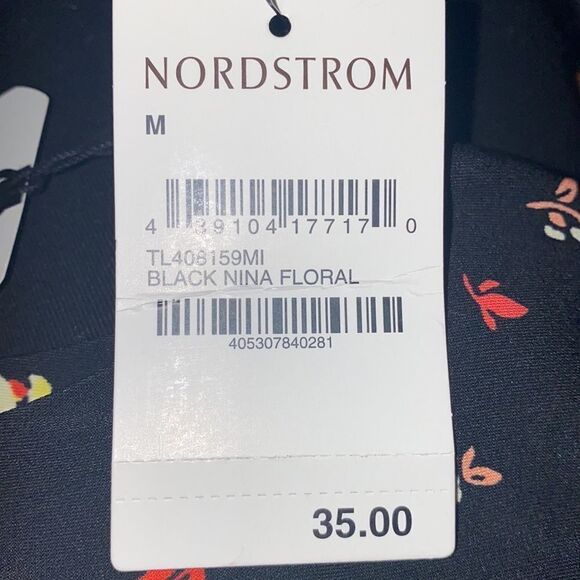 NORDSTROM
M
4 39104 17717 0
TL408159MI
BLACK NINA FLORAL
405307840281
35.00